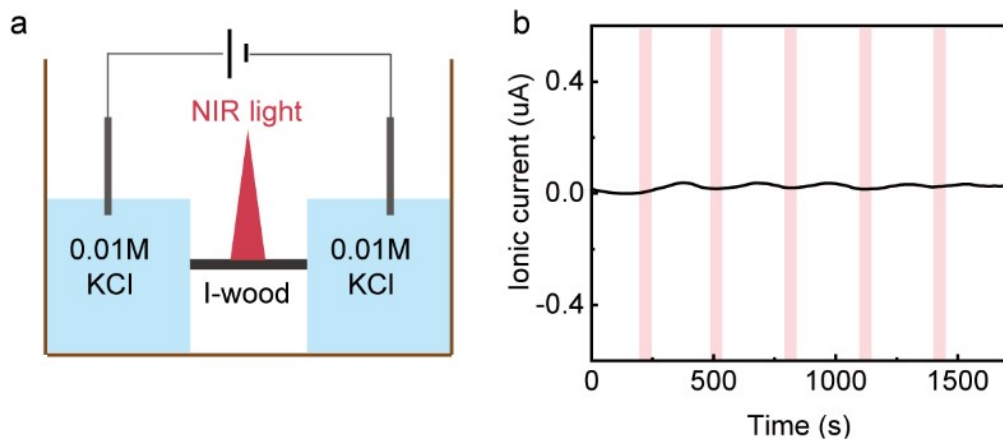 a
NIR light
0.01M
KCl
I-wood
0.01M
KCl
b
Ionic current (uA)
0.4
0.0
-0.4
0
500
1000
1500
Time (s)